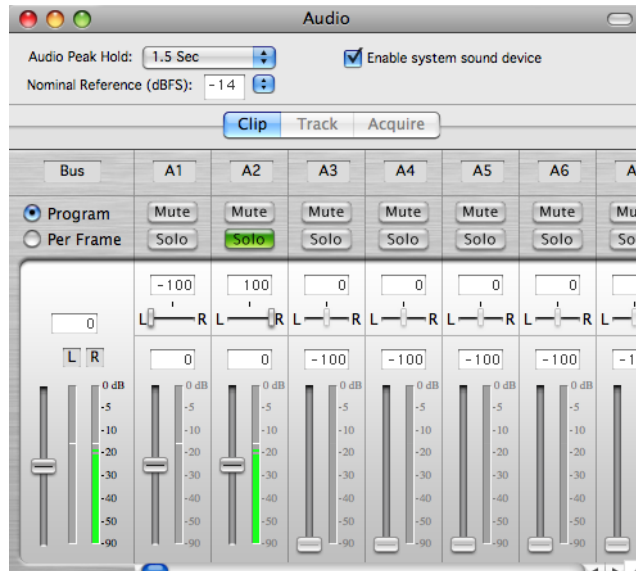 Audio
Audio Peak Hold: 1.5 Sec Enable system sound device
Nominal Reference (dBFS): -14
Clip Track Acquire
Bus A1 A2 A3 A4 A5 A6 A
Program Mute Mute Mute Mute Mute Mute Mu
Per Frame Solo Solo Solo Solo Solo Solo So
-100 100 0 0 0 0
L R L R L R L R L R L R L
0
0 0 -100 -100 -100 -100 -1
L R
0 dB 0 dB 0 dB 0 dB 0 dB 0 dB 0 dB
-5 -5 -5 -5 -5 -5 -5
-10 -10 -10 -10 -10 -10 -10
-20 -20 -20 -20 -20 -20 -20
-30 -30 -30 -30 -30 -30 -30
-40 -40 -40 -40 -40 -40 -40
-50 -50 -50 -50 -50 -50 -50
-90 -90 -90 -90 -90 -90 -90